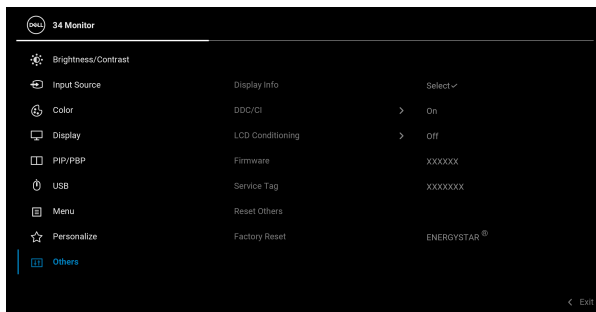 DELL 34 Monitor
Brightness/Contrast
Input Source Display Info Select✓
Color DDC/CI > On
Display LCD Conditioning > Off
PIP/PBP Firmware XXXXXX
USB Service Tag XXXXXXX
Menu Reset Others
Personalize Factory Reset ENERGYSTAR ®
Others
< Exit